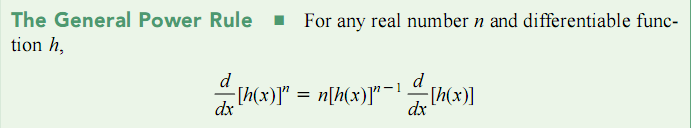 The General Power Rule ■ For any real number n and differentiable func-
tion h,
d/dx [h(x)]ⁿ = n[h(x)]ⁿ⁻¹ d/dx [h(x)]